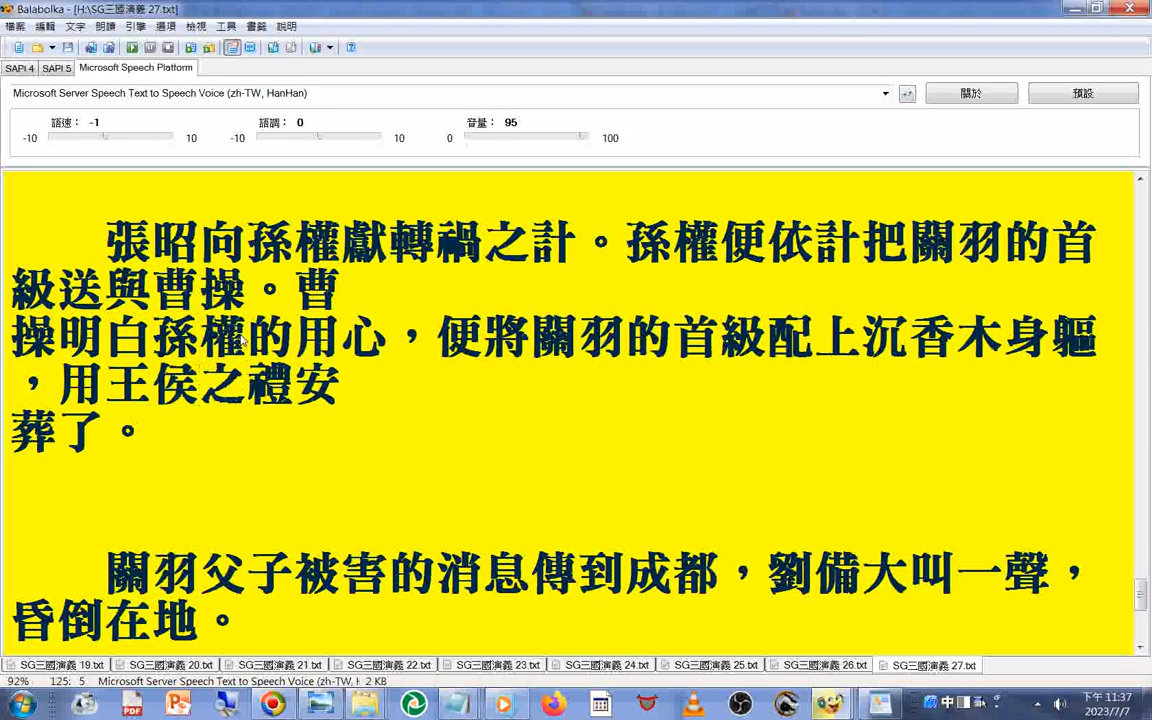 Balabolka - [H:\SG三國演義 27.txt]
檔案 編輯 文字 朗讀 引擎 選項 檢視 工具 書籤 說明
SAPI 4 SAPI 5 Microsoft Speech Platform
Microsoft Server Speech Text to Speech Voice (zh-TW, HanHan) 關於 預設
語速： -1 語調： 0 音量： 95
-10 10 -10 10 0 100
張昭向孫權獻轉禍之計。孫權便依計把關羽的首
級送與曹操。曹
操明白孫權的用心，便將關羽的首級配上沉香木身軀
，用王侯之禮安
葬了。
關羽父子被害的消息傳到成都，劉備大叫一聲，
昏倒在地。
SG三國演義 19.txt SG三國演義 20.txt SG三國演義 21.txt SG三國演義 22.txt SG三國演義 23.txt SG三國演義 24.txt SG三國演義 25.txt SG三國演義 26.txt SG三國演義 27.txt
92% 125: 5 Microsoft Server Speech Text to Speech Voice (zh-TW, H 2 KB
中 下午 11:37
2023/7/7